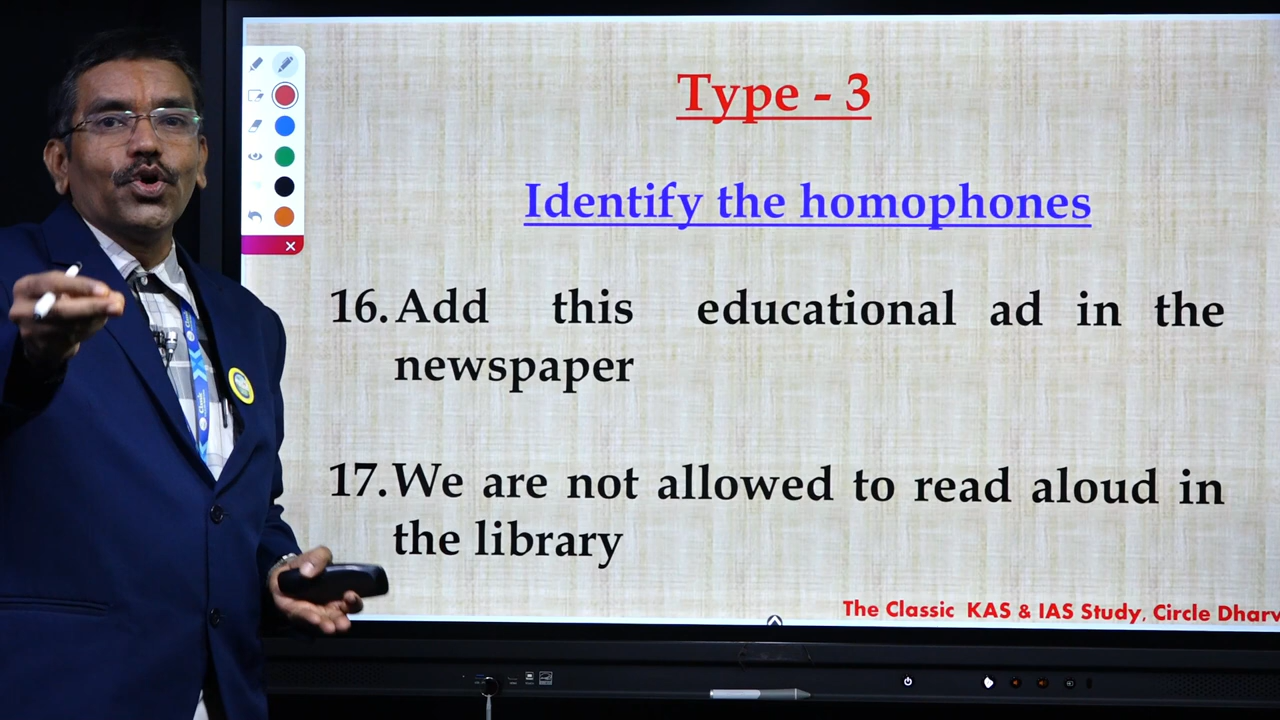 Type - 3
Identify the homophones
16. Add this educational ad in the
newspaper
17. We are not allowed to read aloud in
the library
The Classic KAS & IAS Study, Circle Dharv